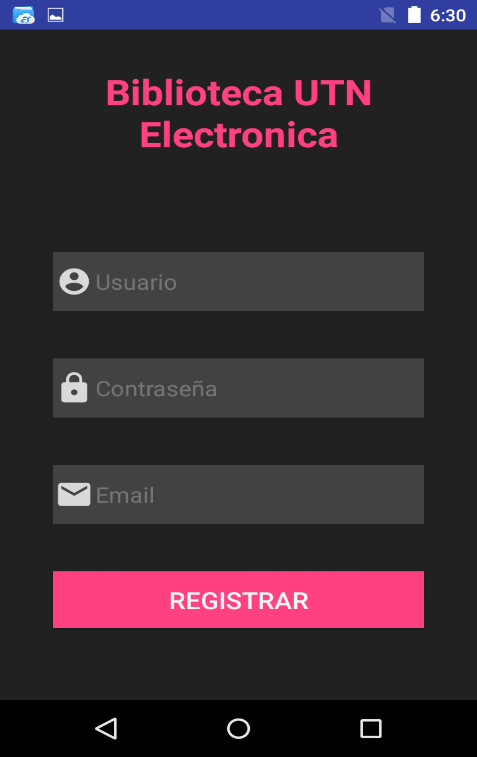 6:30
Biblioteca UTN
Electronica
Usuario
Contraseña
Email
REGISTRAR